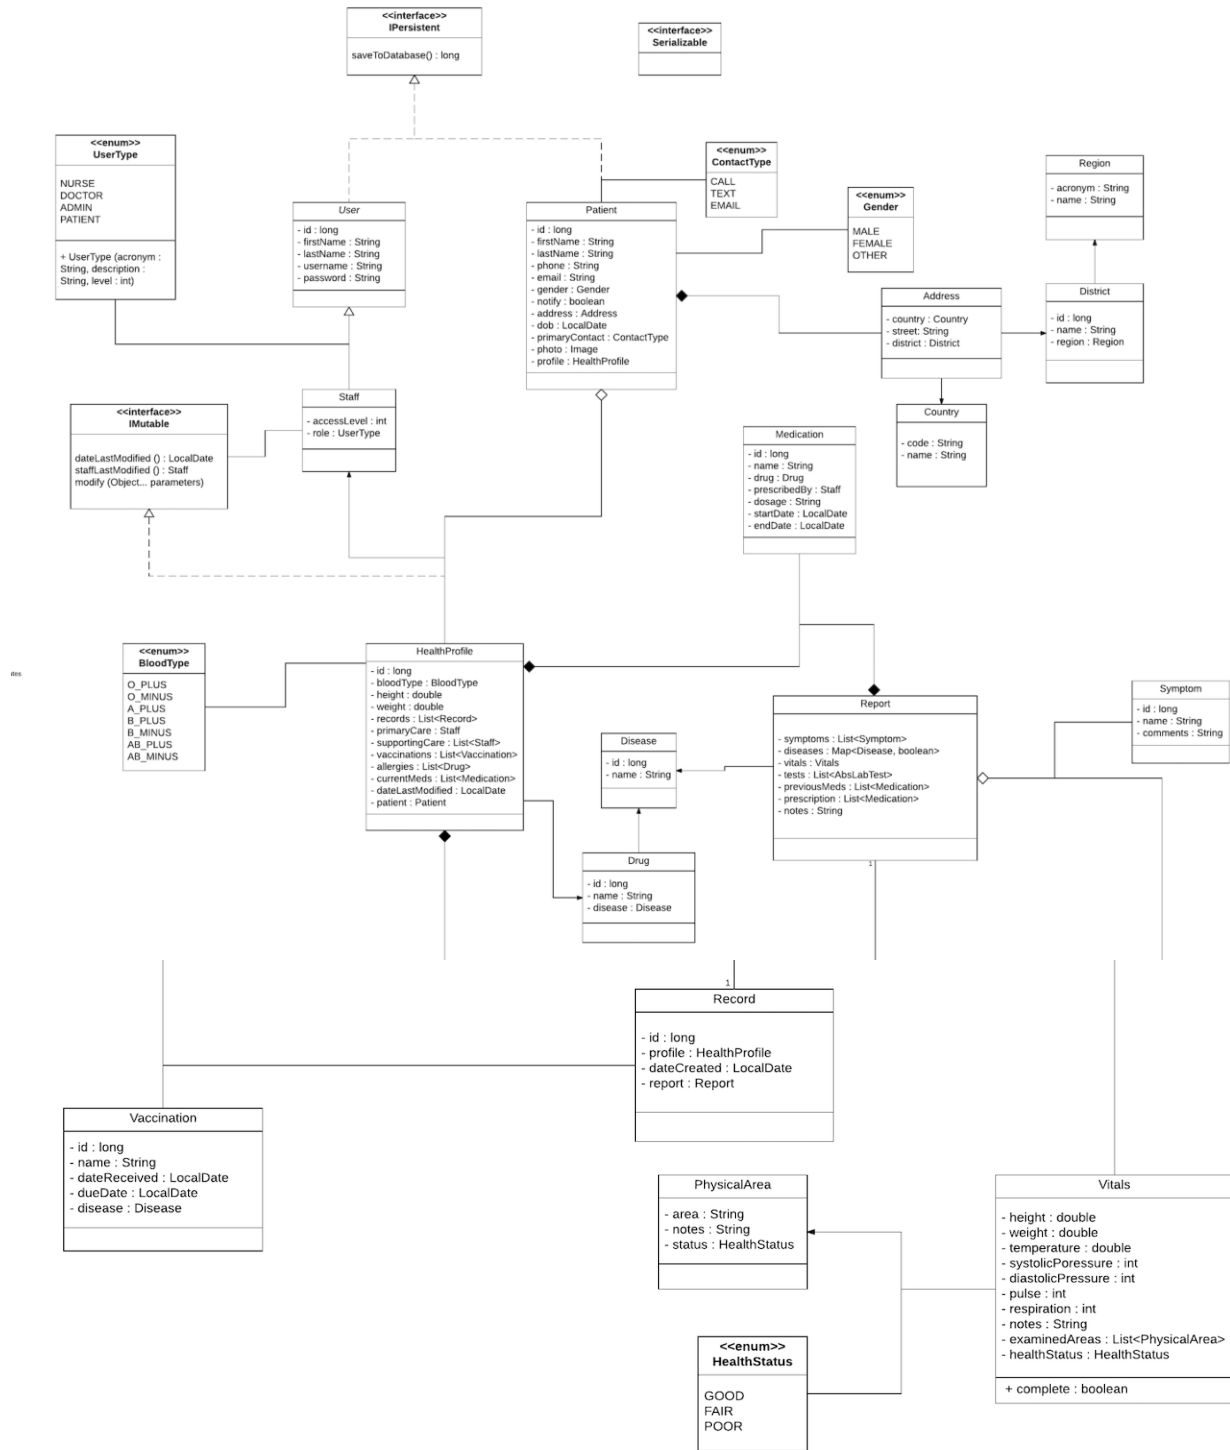 <<interface>>
IPersistent
saveToDatabase() : long
<<interface>>
Serializable
<<enum>>
UserType
NURSE
DOCTOR
ADMIN
PATIENT
+ UserType (acronym :
String, description :
String, level : int)
User
- id : long
- firstName : String
- lastName : String
- username : String
- password : String
Patient
- id : long
- firstName : String
- lastName : String
- phone : String
- email : String
- gender : Gender
- notify : boolean
- address : Address
- dob : LocalDate
- primaryContact : ContactType
- photo : Image
- profile : HealthProfile
<<enum>>
ContactType
CALL
TEXT
EMAIL
<<enum>>
Gender
MALE
FEMALE
OTHER
Region
- acronym : String
- name : String
Address
- country : Country
- street: String
- district : District
District
- id : long
- name : String
- region : Region
Country
- code : String
- name : String
<<interface>>
IMutable
dateLastModified () : LocalDate
staffLastModified () : Staff
modify (Object... parameters)
Staff
- accessLevel : int
- role : UserType
Medication
- id : long
- name : String
- drug : Drug
- prescribedBy : Staff
- dosage : String
- startDate : LocalDate
- endDate : LocalDate
<<enum>>
BloodType
O_PLUS
O_MINUS
A_PLUS
B_PLUS
B_MINUS
AB_PLUS
AB_MINUS
HealthProfile
- id : long
- bloodType : BloodType
- height : double
- weight : double
- records : List<Record>
- primaryCare : Staff
- supportingCare : List<Staff>
- vaccinations : List<Vaccination>
- allergies : List<Drug>
- currentMeds : List<Medication>
- dateLastModified : LocalDate
- patient : Patient
Disease
- id : long
- name : String
Drug
- id : long
- name : String
- disease : Disease
Report
- symptoms : List<Symptom>
- diseases : Map<Disease, boolean>
- vitals : Vitals
- tests : List<AbsLabTest>
- previousMeds : List<Medication>
- prescription : List<Medication>
- notes : String
1
Symptom
- id : long
- name : String
- comments : String
1
Record
- id : long
- profile : HealthProfile
- dateCreated : LocalDate
- report : Report
Vaccination
- id : long
- name : String
- dateReceived : LocalDate
- dueDate : LocalDate
- disease : Disease
PhysicalArea
- area : String
- notes : String
- status : HealthStatus
Vitals
- height : double
- weight : double
- temperature : double
- systolicPoressure : int
- diastolicPressure : int
- pulse : int
- respiration : int
- notes : String
- examinedAreas : List<PhysicalArea>
- healthStatus : HealthStatus
+ complete : boolean
<<enum>>
HealthStatus
GOOD
FAIR
POOR